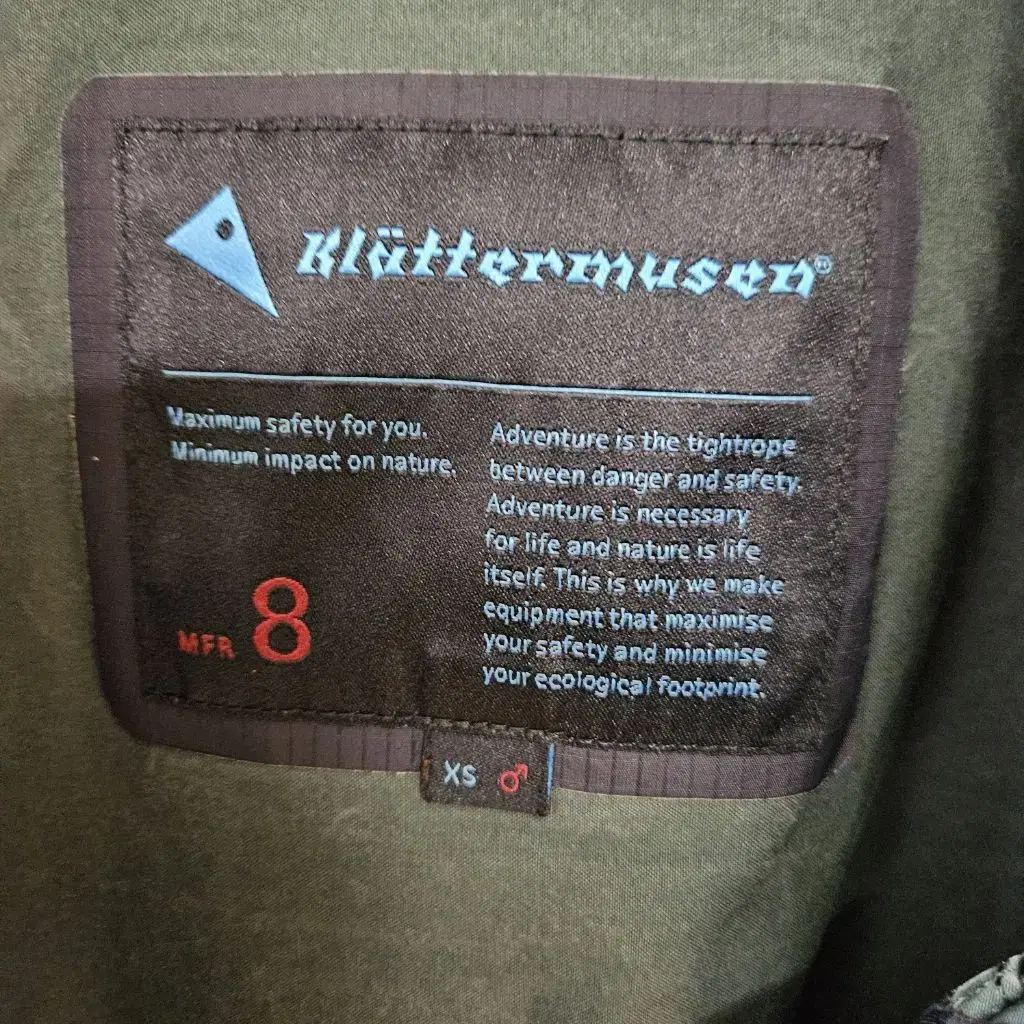 Klättermusen®
Maximum safety for you.
Minimum impact on nature.
Adventure is the tightrope
between danger and safety.
Adventure is necessary
for life and nature is life
itself. This is why we make
equipment that maximise
your safety and minimise
your ecological footprint.
MFR 8
XS ♂